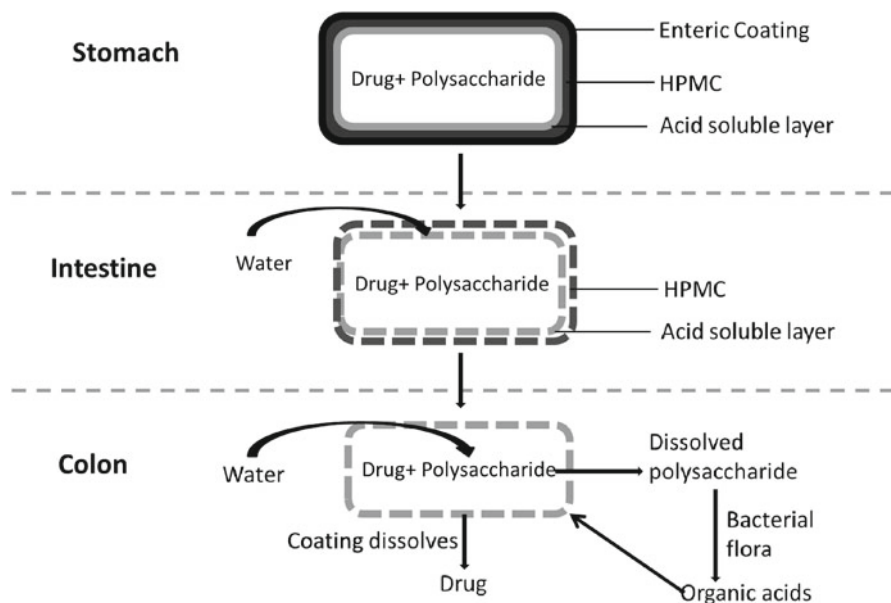 Stomach
Drug+ Polysaccharide
Enteric Coating
HPMC
Acid soluble layer
Intestine
Water
Drug+ Polysaccharide
HPMC
Acid soluble layer
Colon
Water
Drug+ Polysaccharide
Dissolved
polysaccharide
Bacterial
flora
Coating dissolves
Drug
Organic acids